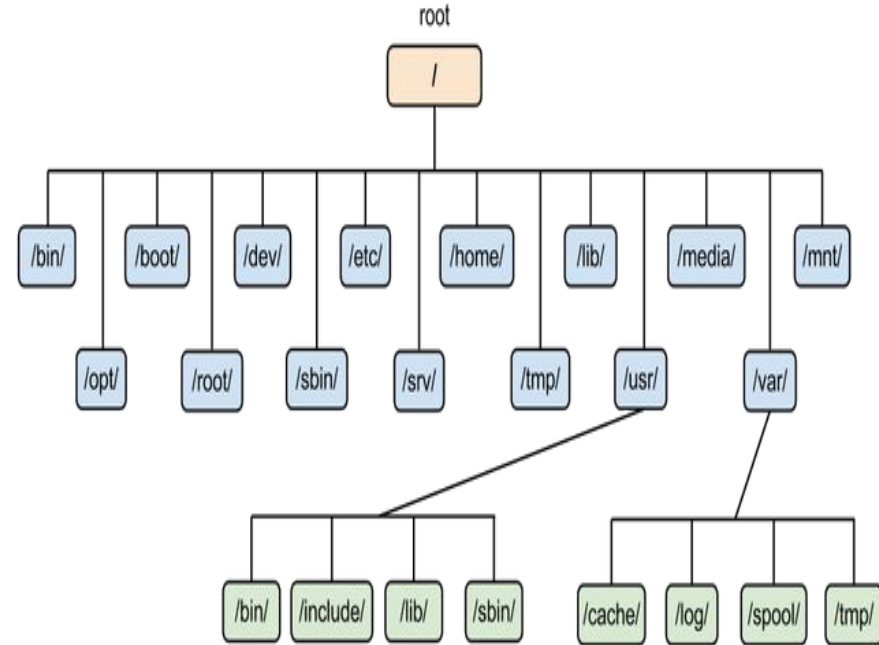 root
/
/bin/ /boot/ /dev/ /etc/ /home/ /lib/ /media/ /mnt/
/opt/ /root/ /sbin/ /srv/ /tmp/ /usr/ /var/
/bin/ /include/ /lib/ /sbin/ /cache/ /log/ /spool/ /tmp/